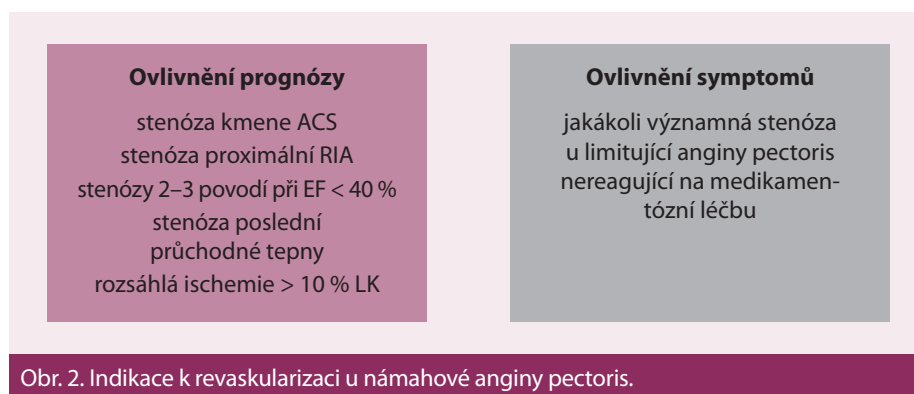 Ovlivnění prognózy
stenóza kmene ACS
stenóza proximální RIA
stenózy 2–3 povodí při EF < 40 %
stenóza poslední
průchodné tepny
rozsáhlá ischemie > 10 % LK
Ovlivnění symptomů
jakákoli významná stenóza
u limitující anginy pectoris
nereagující na medikamen-
tózní léčbu
Obr. 2. Indikace k revaskularizaci u námahové anginy pectoris.